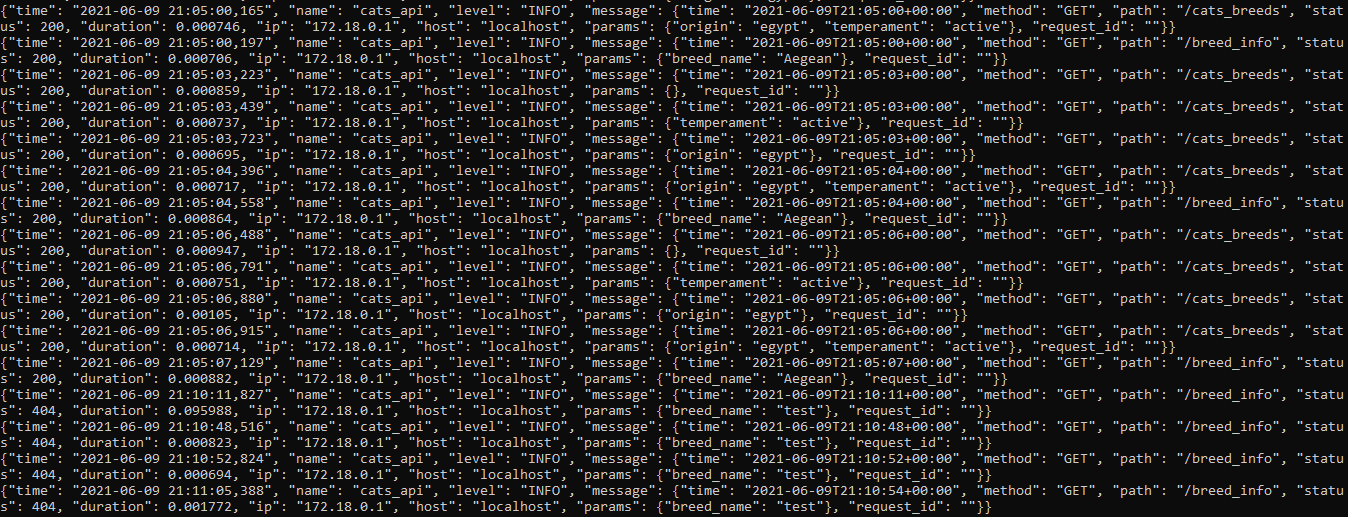 {"time": "2021-06-09 21:05:00,165", "name": "cats_api", "level": "INFO", "message": {"time": "2021-06-09T21:05:00+00:00", "method": "GET", "path": "/cats_breeds", "stat
us": 200, "duration": 0.000746, "ip": "172.18.0.1", "host": "localhost", "params": {"origin": "egypt", "temperament": "active"}, "request_id": ""}}
{"time": "2021-06-09 21:05:00,197", "name": "cats_api", "level": "INFO", "message": {"time": "2021-06-09T21:05:00+00:00", "method": "GET", "path": "/breed_info", "statu
s": 200, "duration": 0.000706, "ip": "172.18.0.1", "host": "localhost", "params": {"breed_name": "Aegean"}, "request_id": ""}}
{"time": "2021-06-09 21:05:03,223", "name": "cats_api", "level": "INFO", "message": {"time": "2021-06-09T21:05:03+00:00", "method": "GET", "path": "/cats_breeds", "stat
us": 200, "duration": 0.000859, "ip": "172.18.0.1", "host": "localhost", "params": {}, "request_id": ""}}
{"time": "2021-06-09 21:05:03,439", "name": "cats_api", "level": "INFO", "message": {"time": "2021-06-09T21:05:03+00:00", "method": "GET", "path": "/cats_breeds", "stat
us": 200, "duration": 0.000737, "ip": "172.18.0.1", "host": "localhost", "params": {"temperament": "active"}, "request_id": ""}}
{"time": "2021-06-09 21:05:03,723", "name": "cats_api", "level": "INFO", "message": {"time": "2021-06-09T21:05:03+00:00", "method": "GET", "path": "/cats_breeds", "stat
us": 200, "duration": 0.000695, "ip": "172.18.0.1", "host": "localhost", "params": {"origin": "egypt"}, "request_id": ""}}
{"time": "2021-06-09 21:05:04,396", "name": "cats_api", "level": "INFO", "message": {"time": "2021-06-09T21:05:04+00:00", "method": "GET", "path": "/cats_breeds", "stat
us": 200, "duration": 0.000717, "ip": "172.18.0.1", "host": "localhost", "params": {"origin": "egypt", "temperament": "active"}, "request_id": ""}}
{"time": "2021-06-09 21:05:04,558", "name": "cats_api", "level": "INFO", "message": {"time": "2021-06-09T21:05:04+00:00", "method": "GET", "path": "/breed_info", "statu
s": 200, "duration": 0.000864, "ip": "172.18.0.1", "host": "localhost", "params": {"breed_name": "Aegean"}, "request_id": ""}}
{"time": "2021-06-09 21:05:06,488", "name": "cats_api", "level": "INFO", "message": {"time": "2021-06-09T21:05:06+00:00", "method": "GET", "path": "/cats_breeds", "stat
us": 200, "duration": 0.000947, "ip": "172.18.0.1", "host": "localhost", "params": {}, "request_id": ""}}
{"time": "2021-06-09 21:05:06,791", "name": "cats_api", "level": "INFO", "message": {"time": "2021-06-09T21:05:06+00:00", "method": "GET", "path": "/cats_breeds", "stat
us": 200, "duration": 0.000751, "ip": "172.18.0.1", "host": "localhost", "params": {"temperament": "active"}, "request_id": ""}}
{"time": "2021-06-09 21:05:06,880", "name": "cats_api", "level": "INFO", "message": {"time": "2021-06-09T21:05:06+00:00", "method": "GET", "path": "/cats_breeds", "stat
us": 200, "duration": 0.00105, "ip": "172.18.0.1", "host": "localhost", "params": {"origin": "egypt"}, "request_id": ""}}
{"time": "2021-06-09 21:05:06,915", "name": "cats_api", "level": "INFO", "message": {"time": "2021-06-09T21:05:06+00:00", "method": "GET", "path": "/cats_breeds", "stat
us": 200, "duration": 0.000714, "ip": "172.18.0.1", "host": "localhost", "params": {"origin": "egypt", "temperament": "active"}, "request_id": ""}}
{"time": "2021-06-09 21:05:07,129", "name": "cats_api", "level": "INFO", "message": {"time": "2021-06-09T21:05:07+00:00", "method": "GET", "path": "/breed_info", "statu
s": 200, "duration": 0.000882, "ip": "172.18.0.1", "host": "localhost", "params": {"breed_name": "Aegean"}, "request_id": ""}}
{"time": "2021-06-09 21:10:11,827", "name": "cats_api", "level": "INFO", "message": {"time": "2021-06-09T21:10:11+00:00", "method": "GET", "path": "/breed_info", "statu
s": 404, "duration": 0.095988, "ip": "172.18.0.1", "host": "localhost", "params": {"breed_name": "test"}, "request_id": ""}}
{"time": "2021-06-09 21:10:48,516", "name": "cats_api", "level": "INFO", "message": {"time": "2021-06-09T21:10:48+00:00", "method": "GET", "path": "/breed_info", "statu
s": 404, "duration": 0.000823, "ip": "172.18.0.1", "host": "localhost", "params": {"breed_name": "test"}, "request_id": ""}}
{"time": "2021-06-09 21:10:52,824", "name": "cats_api", "level": "INFO", "message": {"time": "2021-06-09T21:10:52+00:00", "method": "GET", "path": "/breed_info", "statu
s": 404, "duration": 0.000694, "ip": "172.18.0.1", "host": "localhost", "params": {"breed_name": "test"}, "request_id": ""}}
{"time": "2021-06-09 21:11:05,388", "name": "cats_api", "level": "INFO", "message": {"time": "2021-06-09T21:10:54+00:00", "method": "GET", "path": "/breed_info", "statu
s": 404, "duration": 0.001772, "ip": "172.18.0.1", "host": "localhost", "params": {"breed_name": "test"}, "request_id": ""}}